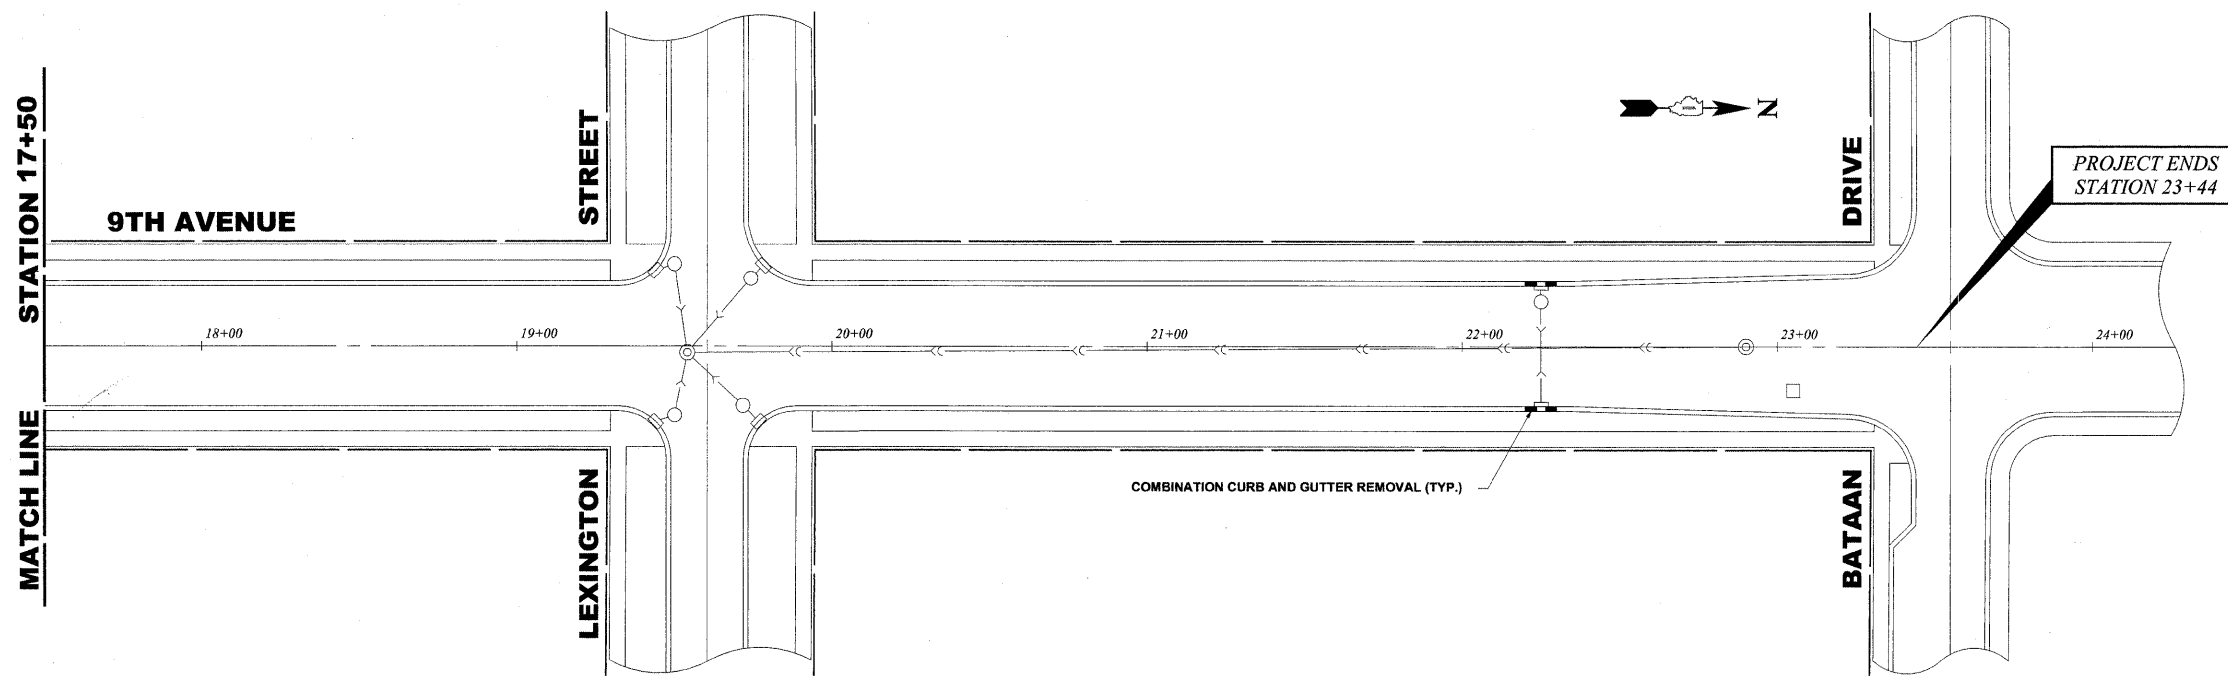 MATCH LINE STATION 17+50
9TH AVENUE
LEXINGTON STREET
BATAAN DRIVE
N
PROJECT ENDS
STATION 23+44
18+00
19+00
20+00
21+00
22+00
23+00
24+00
COMBINATION CURB AND GUTTER REMOVAL (TYP.)